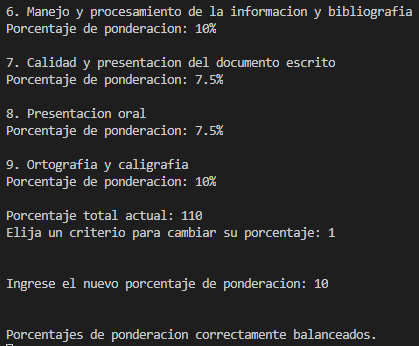 6. Manejo y procesamiento de la informacion y bibliografia
Porcentaje de ponderacion: 10%
7. Calidad y presentacion del documento escrito
Porcentaje de ponderacion: 7.5%
8. Presentacion oral
Porcentaje de ponderacion: 7.5%
9. Ortografia y caligrafia
Porcentaje de ponderacion: 10%
Porcentaje total actual: 110
Elija un criterio para cambiar su porcentaje: 1
Ingrese el nuevo porcentaje de ponderacion: 10
Porcentajes de ponderacion correctamente balanceados.